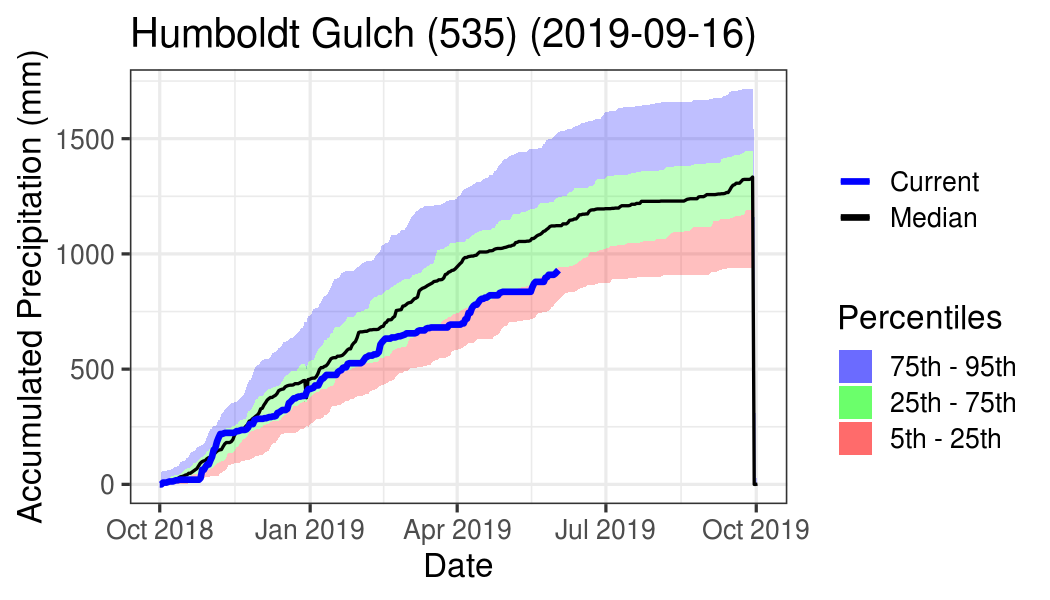 Humboldt Gulch (535) (2019-09-16)
Accumulated Precipitation (mm)
1500
1000
500
0
Oct 2018
Jan 2019
Apr 2019
Jul 2019
Oct 2019
Date
Current
Median
Percentiles
75th - 95th
25th - 75th
5th - 25th